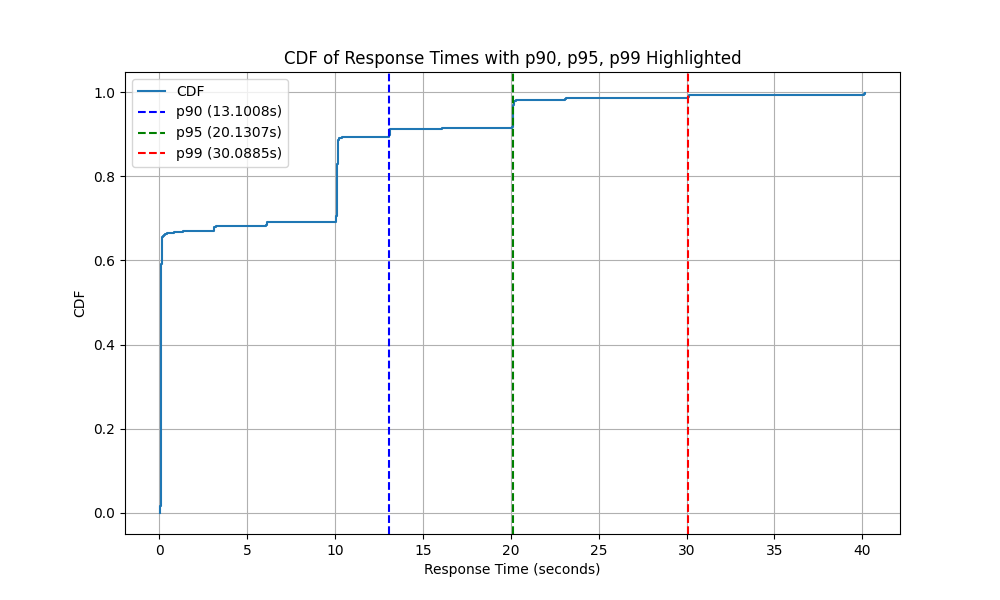 CDF of Response Times with p90, p95, p99 Highlighted
CDF
p90 (13.1008s)
p95 (20.1307s)
p99 (30.0885s)
1.0
0.8
0.6
0.4
0.2
0.0
CDF
0 5 10 15 20 25 30 35 40
Response Time (seconds)